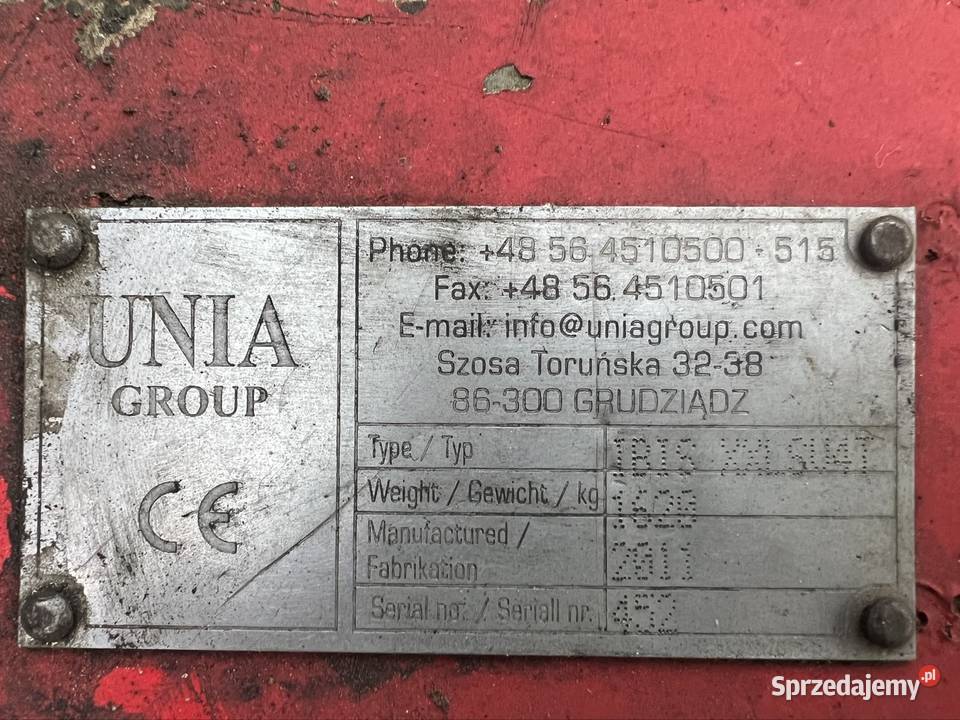 UNIA
GROUP
CE
Phone: +48 56 4510500 - 515
Fax: +48 56 4510501
E-mail: info@uniagroup.com
Szosa Toruńska 32-38
86-300 GRUDZIĄDZ
Type / Typ IBIS
Weight / Gewicht / kg 1620
Manufactured /
Fabrikation 2011
Serial no. / Seriall nr. 452
Sprzedajemy.pl